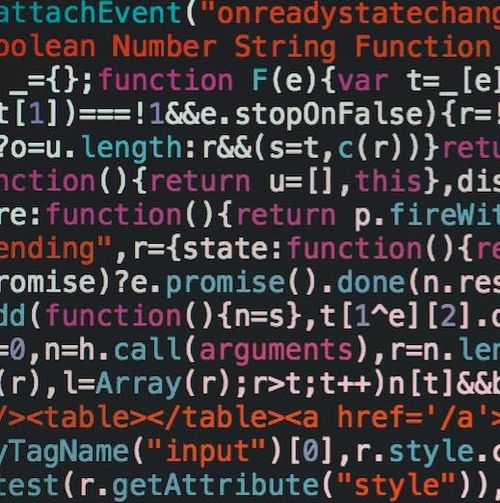 attachEvent("onreadystatechang
oolean Number String Function
_={};function F(e){var t=_[e]
t[1])===!1&&e.stopOnFalse){r=!
?o=u.length:r&&(s=t,c(r))}retu
nction(){return u=[],this},dis
re:function(){return p.fireWit
ending",r={state:function(){re
romise)?e.promise().done(n.res
dd(function(){n=s},t[1^e][2].d
=0,n=h.call(arguments),r=n.len
(r),l=Array(r);r>t;t++)n[t]&&b
/><table></table><a href='/a'>
yTagName("input")[0],r.style.c
test(r.getAttribute("style")),